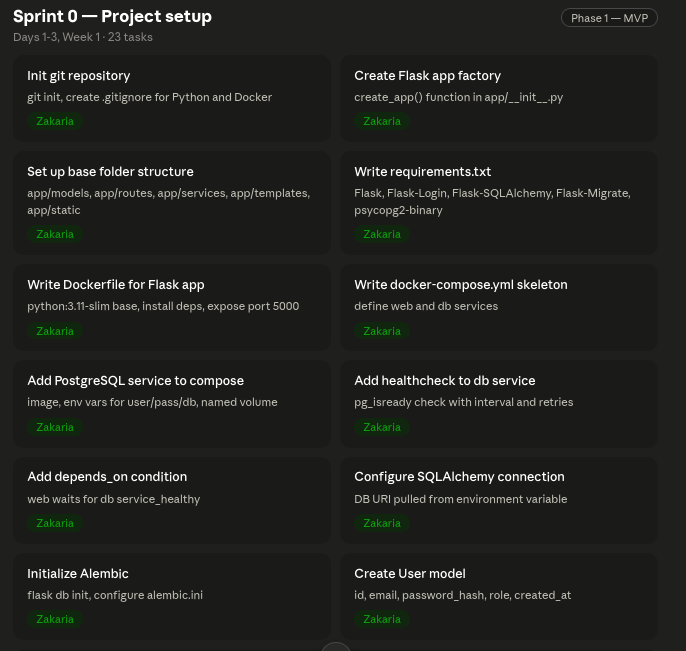 Sprint 0 — Project setup
Phase 1 — MVP
Days 1-3, Week 1 · 23 tasks
Init git repository
git init, create .gitignore for Python and Docker
Zakaria
Create Flask app factory
create_app() function in app/__init__.py
Zakaria
Set up base folder structure
app/models, app/routes, app/services, app/templates,
app/static
Zakaria
Write requirements.txt
Flask, Flask-Login, Flask-SQLAlchemy, Flask-Migrate,
psycopg2-binary
Zakaria
Write Dockerfile for Flask app
python:3.11-slim base, install deps, expose port 5000
Zakaria
Write docker-compose.yml skeleton
define web and db services
Zakaria
Add PostgreSQL service to compose
image, env vars for user/pass/db, named volume
Zakaria
Add healthcheck to db service
pg_isready check with interval and retries
Zakaria
Add depends_on condition
web waits for db service_healthy
Zakaria
Configure SQLAlchemy connection
DB URI pulled from environment variable
Zakaria
Initialize Alembic
flask db init, configure alembic.ini
Zakaria
Create User model
id, email, password_hash, role, created_at
Zakaria